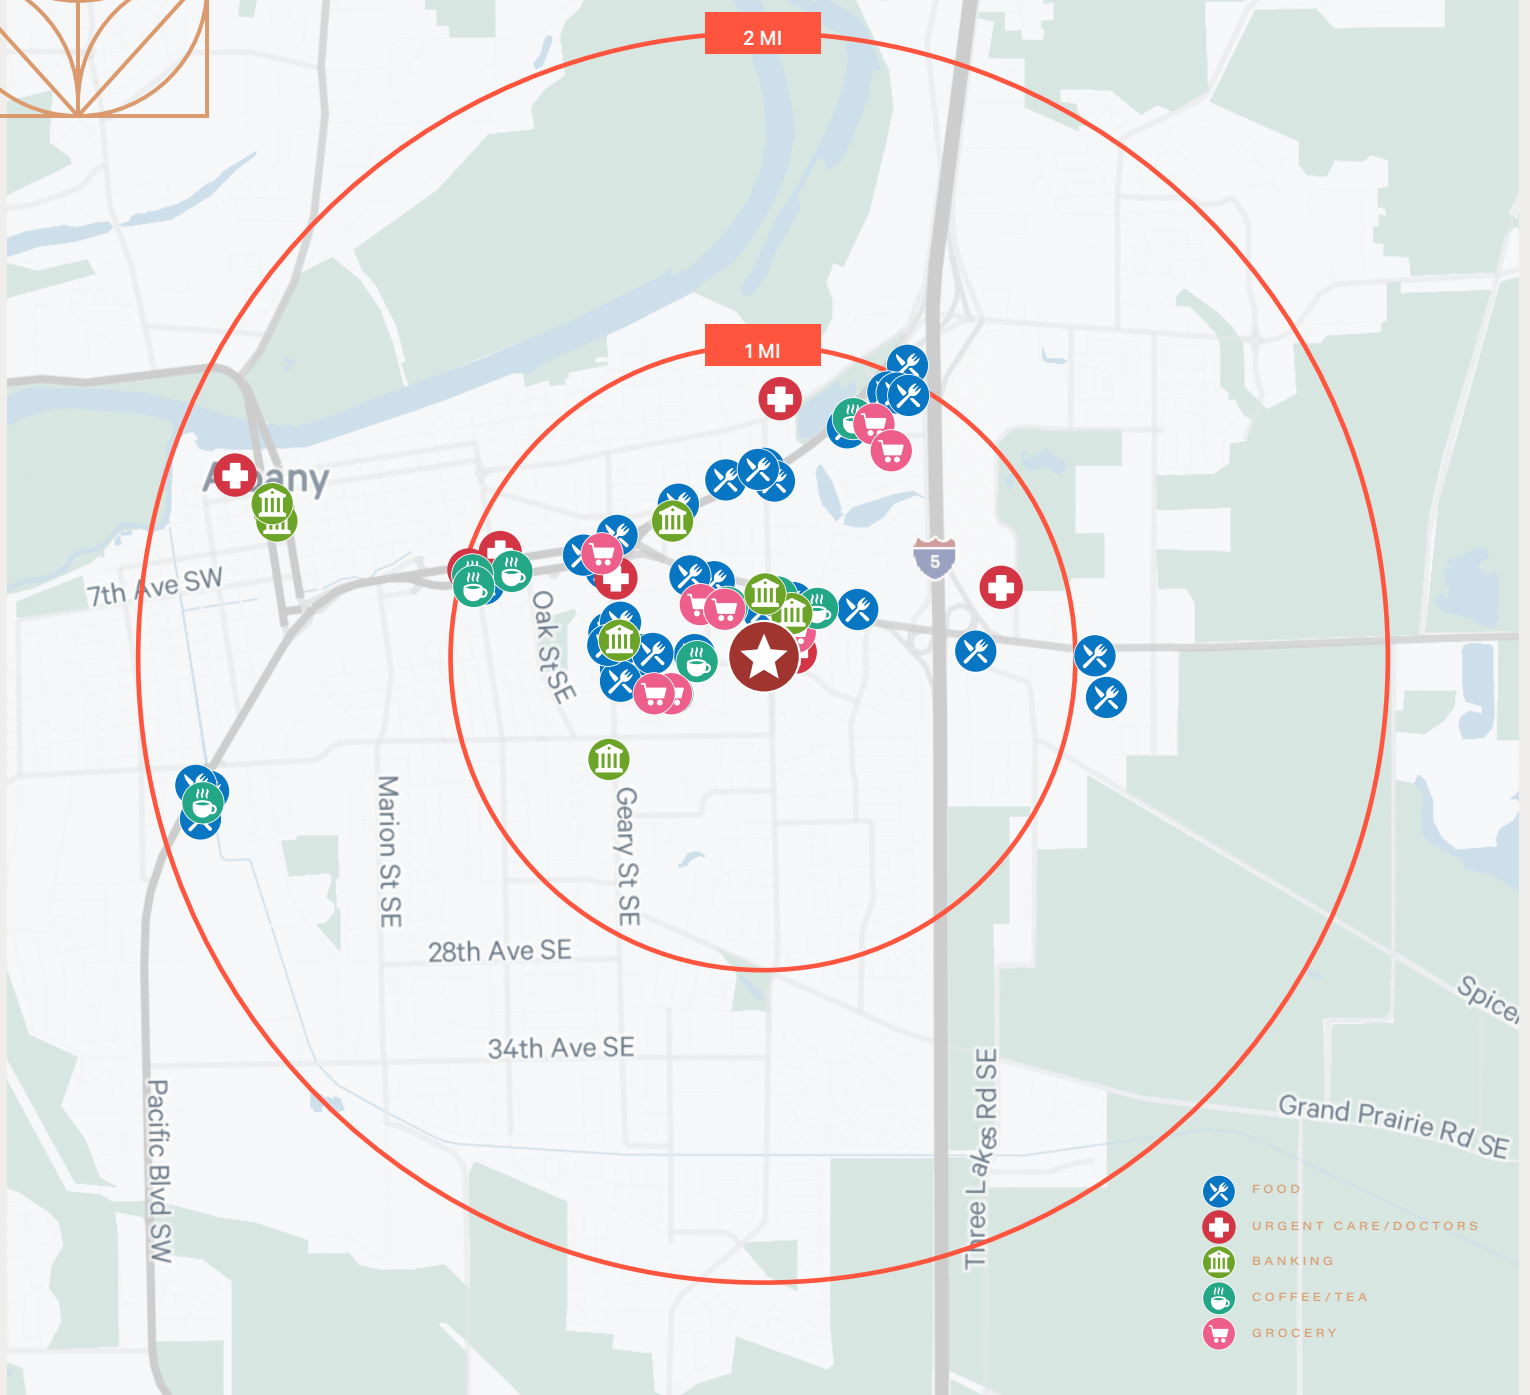 2 MI
1 MI
7th Ave SW
Oak St SE
5
Marion St SE
Geary St SE
28th Ave SE
34th Ave SE
Pacific Blvd SW
Three Lakes Rd SE
Grand Prairie Rd SE
FOOD
URGENT CARE/DOCTORS
BANKING
COFFEE/TEA
GROCERY